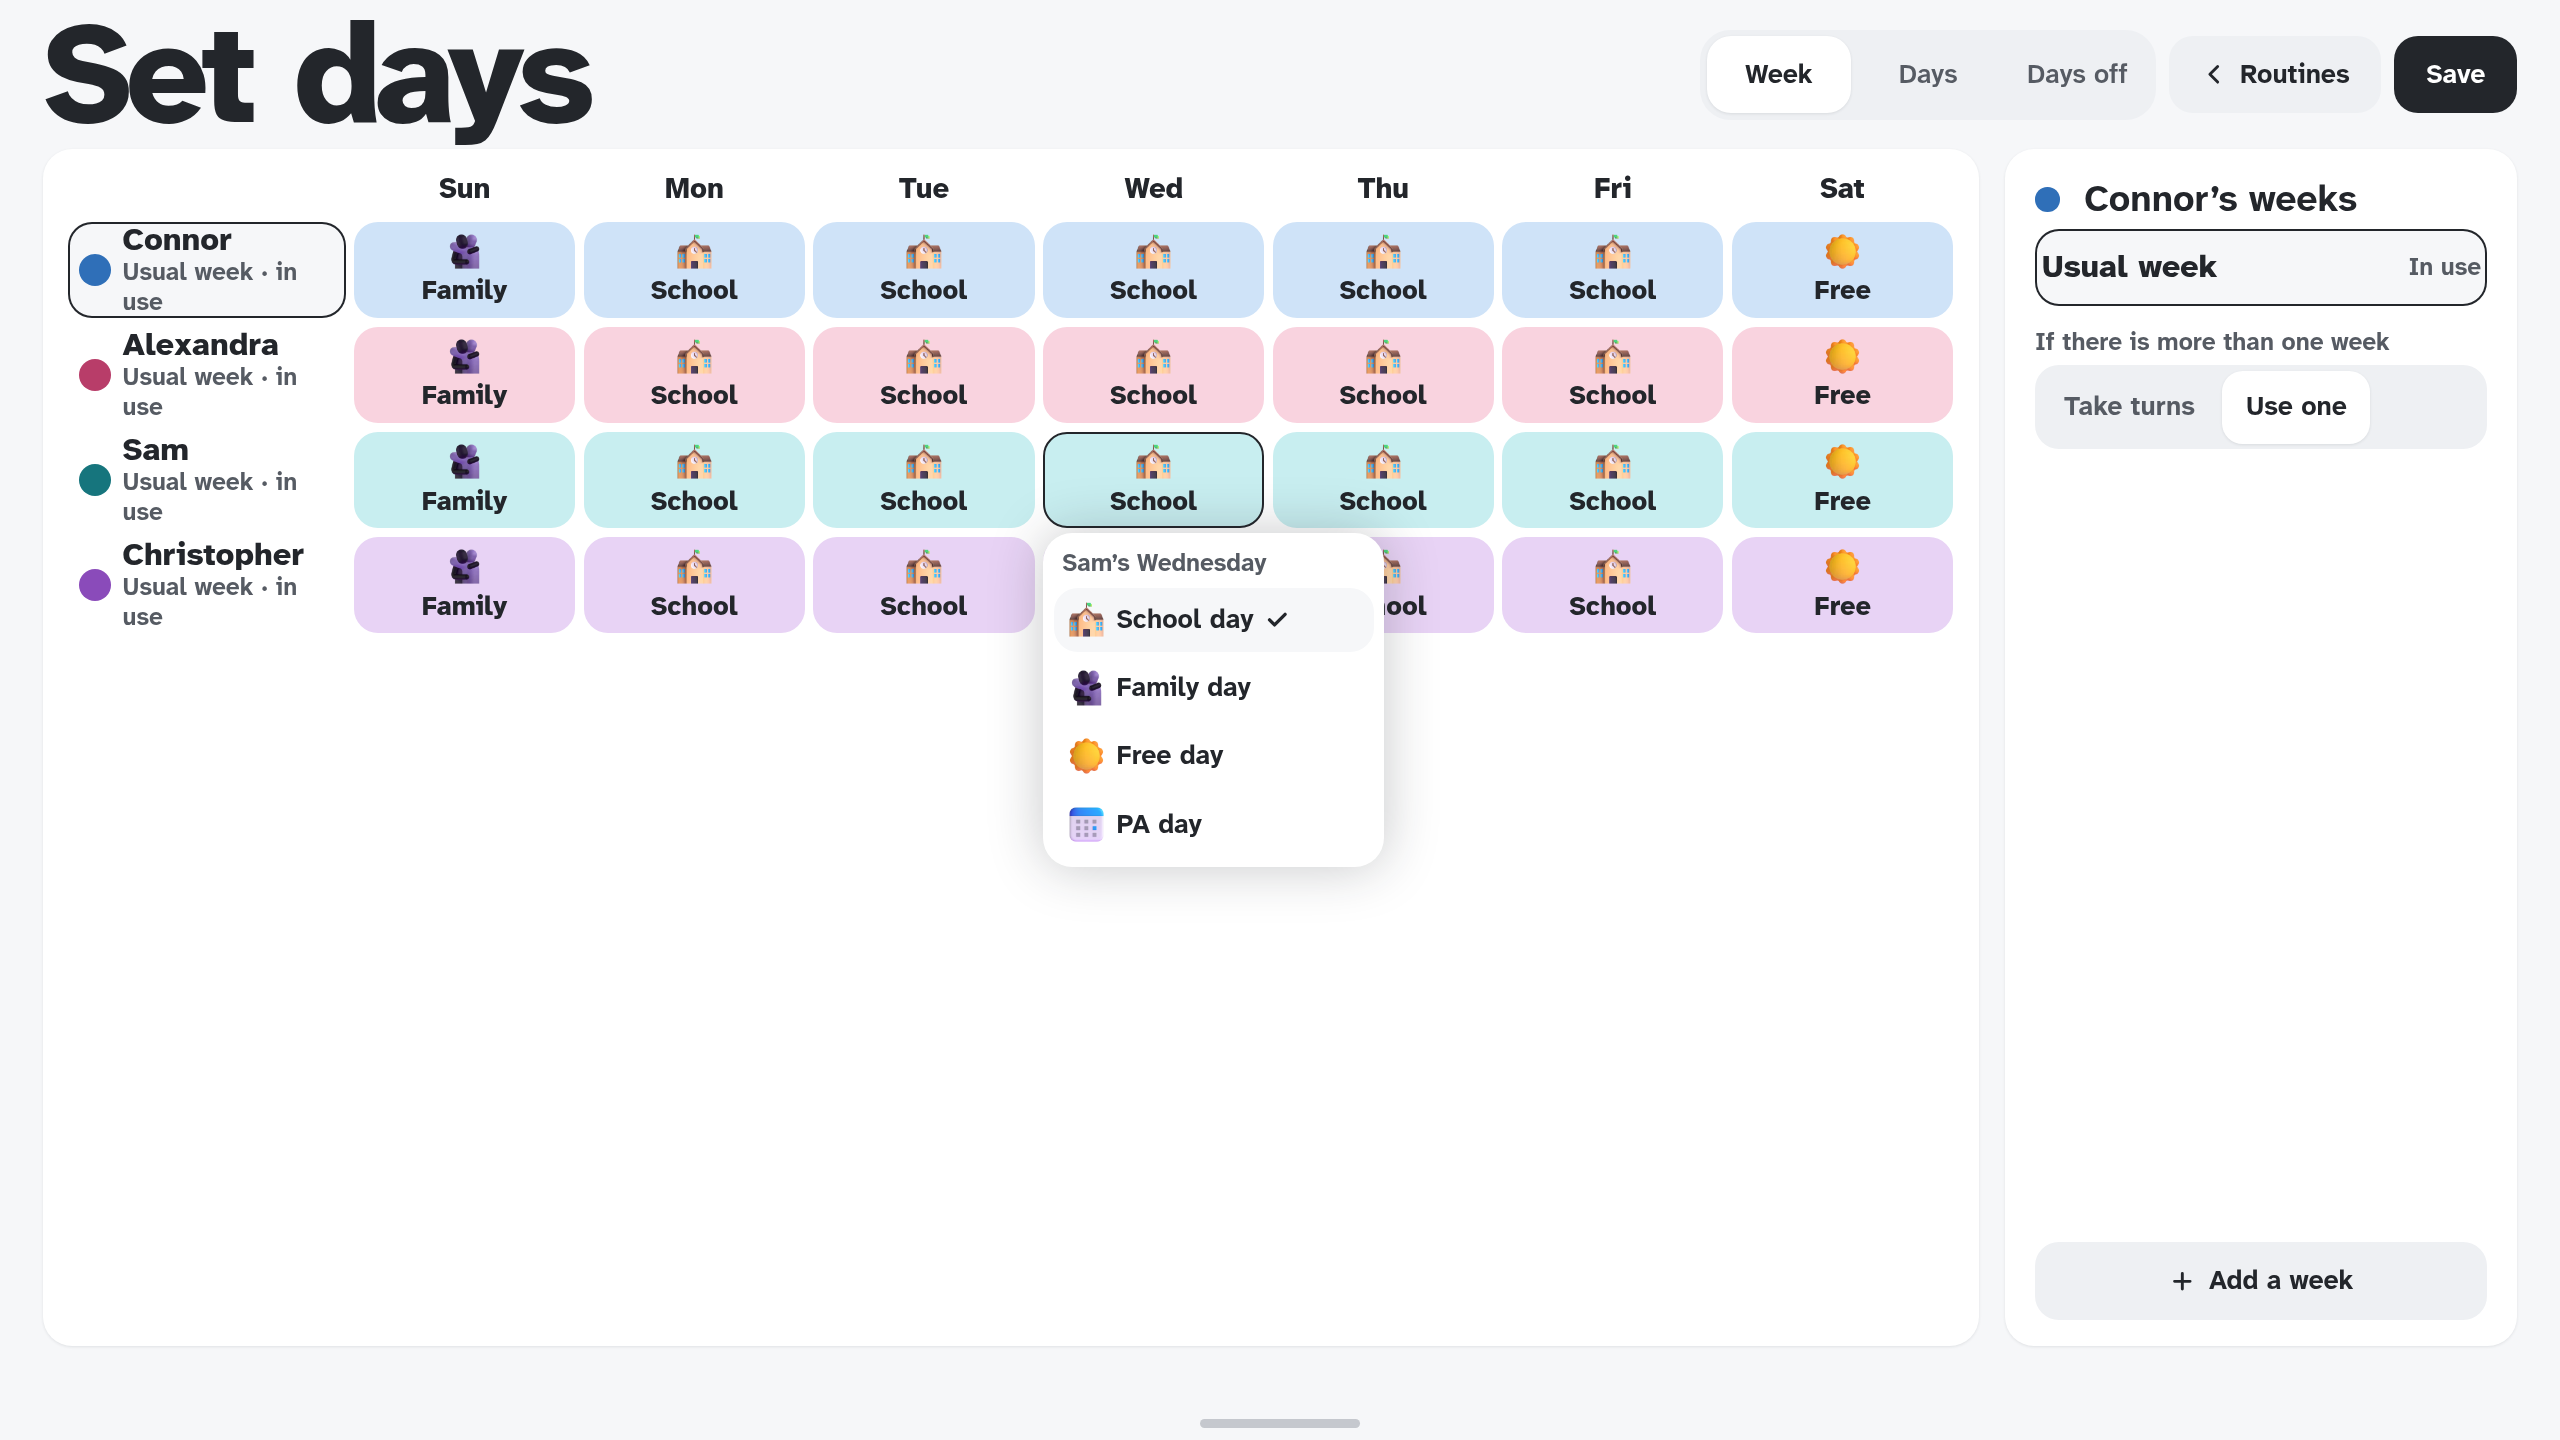 Set days
Week Days Days off Routines Save
Sun Mon Tue Wed Thu Fri Sat
Connor
Usual week · in
use
Family School School School School School Free
Alexandra
Usual week · in
use
Family School School School School School Free
Sam
Usual week · in
use
Family School School School School School Free
Christopher
Usual week · in
use
Family School School ool School Free
Sam's Wednesday
School day
Family day
Free day
PA day
Connor's weeks
Usual week In use
If there is more than one week
Take turns Use one
+ Add a week